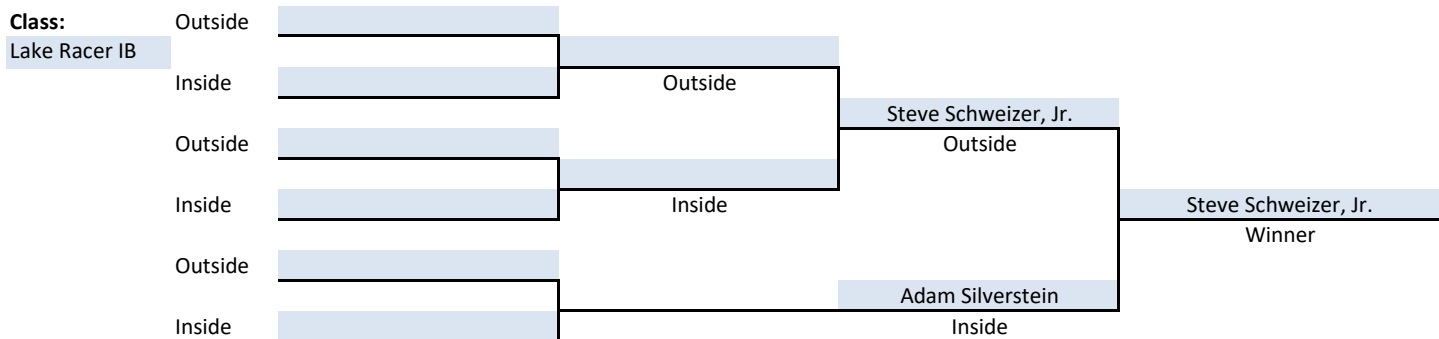 Class: Outside
Lake Racer IB
Inside Outside
Steve Schweizer, Jr.
Outside Outside
Inside Inside Steve Schweizer, Jr.
Winner
Outside
Adam Silverstein
Inside Inside